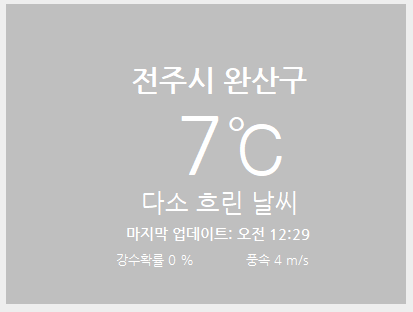 전주시 완산구
7℃
다소 흐린 날씨
마지막 업데이트: 오전 12:29
강수확률 0 % 풍속 4 m/s